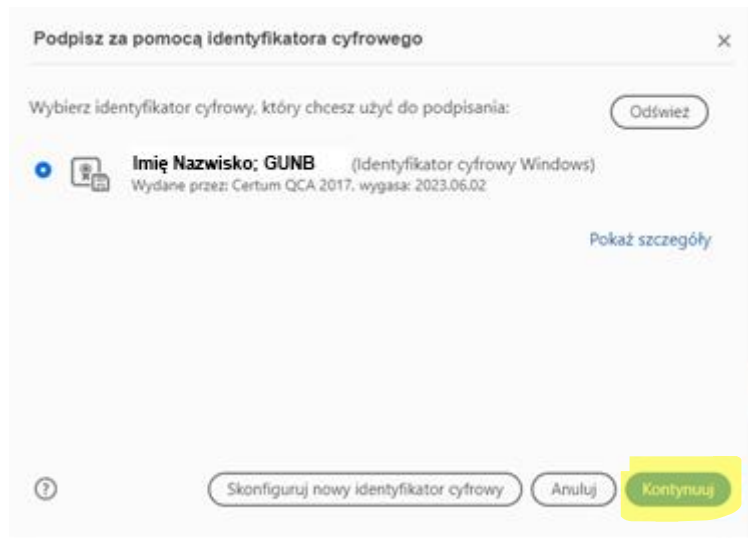 Podpisz za pomocą identyfikatora cyfrowego
Wybierz identyfikator cyfrowy, który chcesz użyć do podpisania:
Odśwież
Imię Nazwisko; GUNB (Identyfikator cyfrowy Windows)
Wydane przez: Certum QCA 2017, wygasa: 2023.06.02
Pokaż szczegóły
Skonfiguruj nowy identyfikator cyfrowy
Anuluj
Kontynuuj